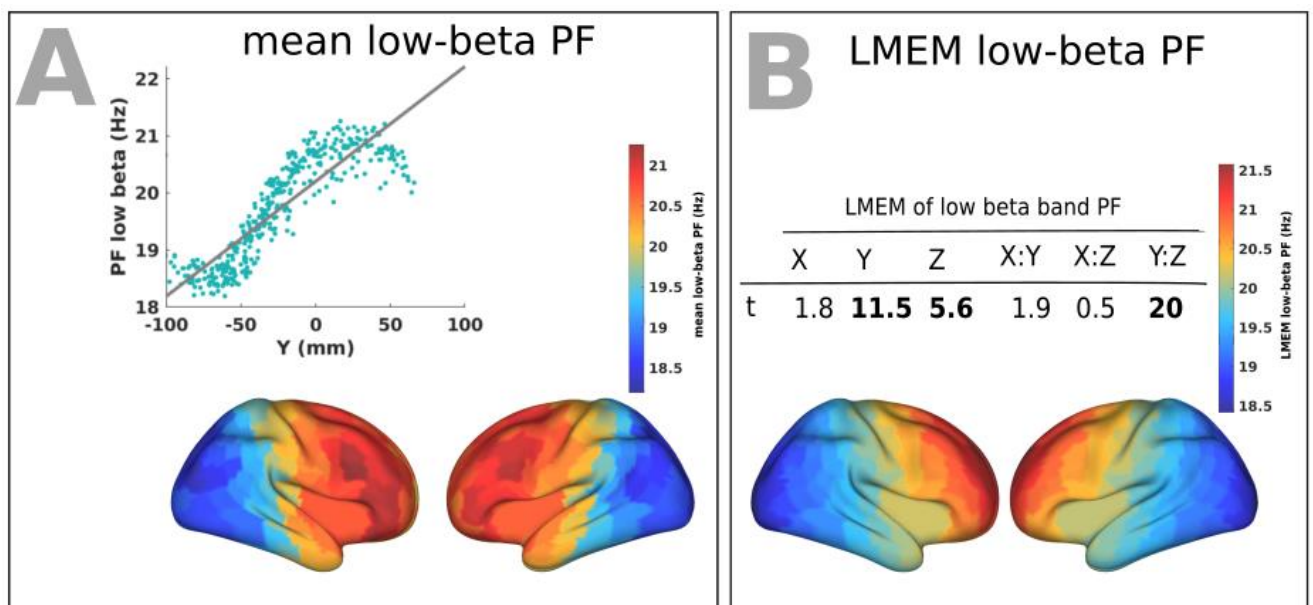 A
mean low-beta PF
PF low beta (Hz)
22
21
20
19
18
-100 -50 0 50 100
Y (mm)
21
20.5
20
19.5
19
18.5
mean low-beta PF (Hz)
B
LMEM low-beta PF
LMEM of low beta band PF
X Y Z X:Y X:Z Y:Z
t 1.8 11.5 5.6 1.9 0.5 20
21.5
21
20.5
20
19.5
19
18.5
LMEM low-beta PF (Hz)